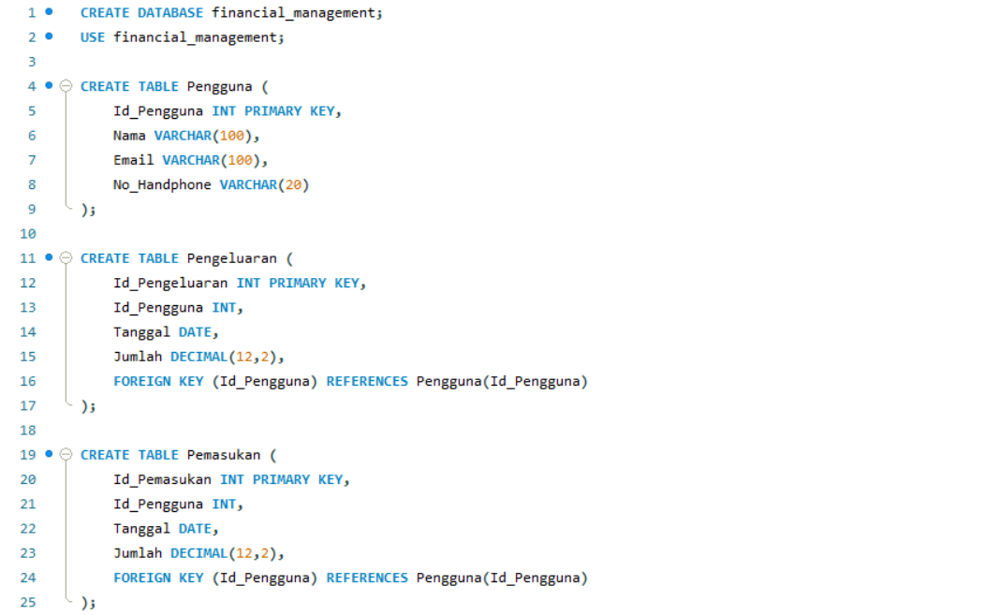 1 CREATE DATABASE financial_management;
2 USE financial_management;
3
4 CREATE TABLE Pengguna (
5 Id_Pengguna INT PRIMARY KEY,
6 Nama VARCHAR(100),
7 Email VARCHAR(100),
8 No_Handphone VARCHAR(20)
9 );
10
11 CREATE TABLE Pengeluaran (
12 Id_Pengeluaran INT PRIMARY KEY,
13 Id_Pengguna INT,
14 Tanggal DATE,
15 Jumlah DECIMAL(12,2),
16 FOREIGN KEY (Id_Pengguna) REFERENCES Pengguna(Id_Pengguna)
17 );
18
19 CREATE TABLE Pemasukan (
20 Id_Pemasukan INT PRIMARY KEY,
21 Id_Pengguna INT,
22 Tanggal DATE,
23 Jumlah DECIMAL(12,2),
24 FOREIGN KEY (Id_Pengguna) REFERENCES Pengguna(Id_Pengguna)
25 );